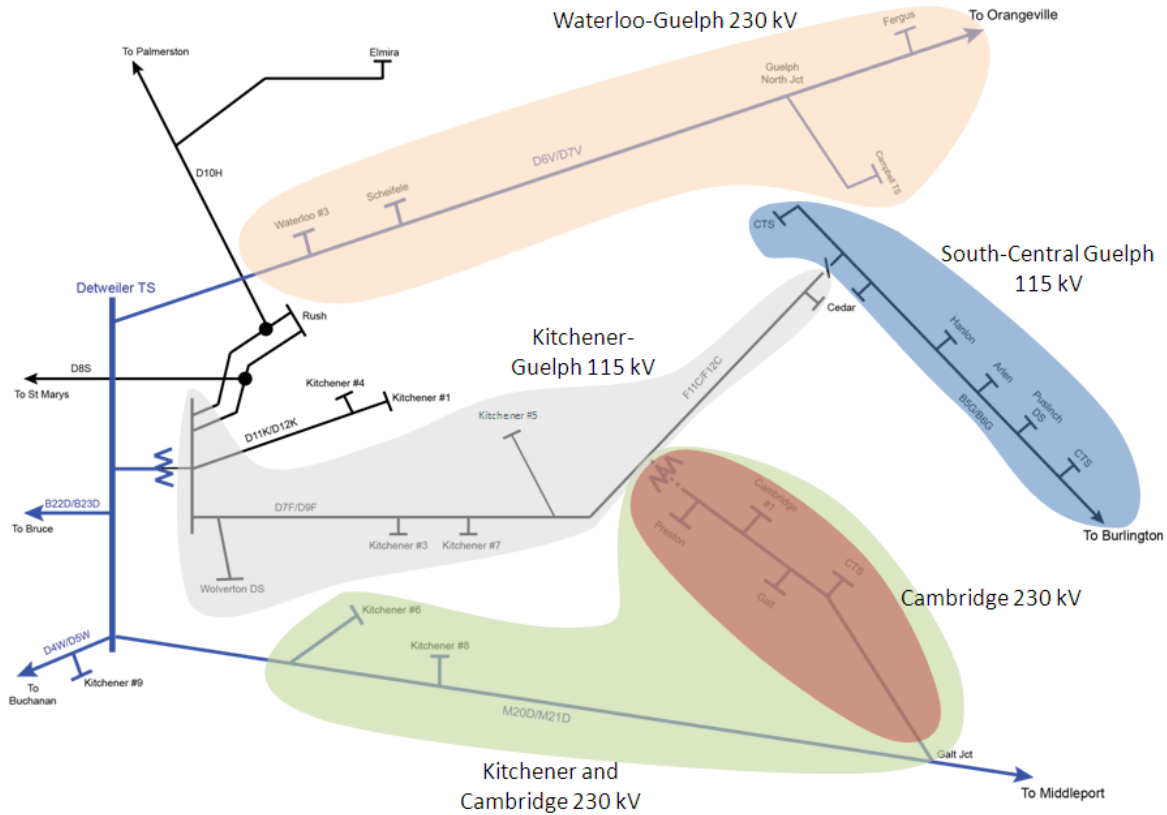 Waterloo-Guelph 230 kV
To Orangeville
Fergus
To Palmerston
Elmira
Guelph
North Jct
D6V/D7V
Campbell TS
D10H
Scheifele
Waterloo #3
CTS
South-Central Guelph
115 kV
Detweiler TS
Rush
Cedar
Kitchener-
Guelph 115 kV
Hanlon
D8S
To St Marys
Kitchener #4
Kitchener #1
F11C/F12C
Arlen
Puslinch
DS
B5G/B6G
Kitchener #5
D11K/D12K
CTS
B22D/B23D
To Bruce
D7F/D9F
Cambridge
#1
Preston
To Burlington
Kitchener #3
Kitchener #7
Wolverton DS
CTS
Galt
Cambridge 230 kV
Kitchener #6
D4W/D5W
Kitchener #8
To
Buchanan
Kitchener #9
M20D/M21D
Galt Jct
Kitchener and
Cambridge 230 kV
To Middleport